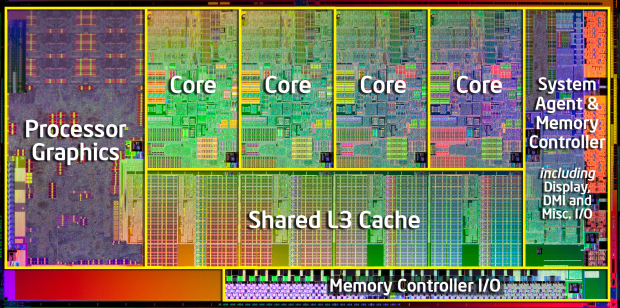 Processor
Graphics
Core
Core
Core
Core
System
Agent &
Memory
Controller
including
Display,
DMI and
Misc. I/O
Shared L3 Cache
Memory Controller I/O